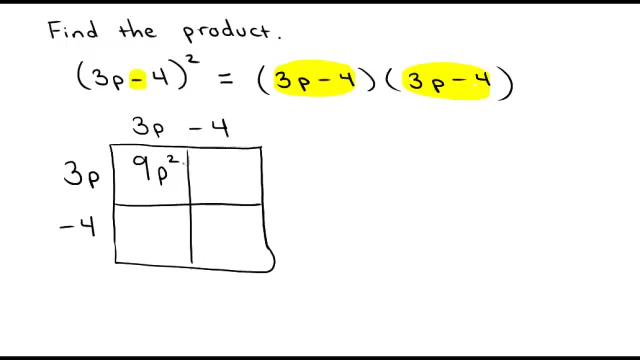 Find the product.
(3p - 4)² = (3p - 4)(3p - 4)
3p - 4
3p 9p²
- 4